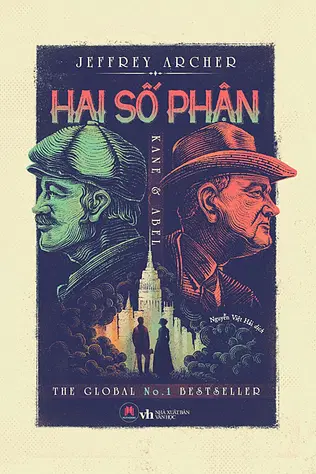 JEFFREY ARCHER
HAI SỐ PHẬN
KANE & ABEL
Nguyễn Việt Hải dịch
THE GLOBAL No.1 BESTSELLER
vh NHÀ XUẤT BẢN
VĂN HỌC